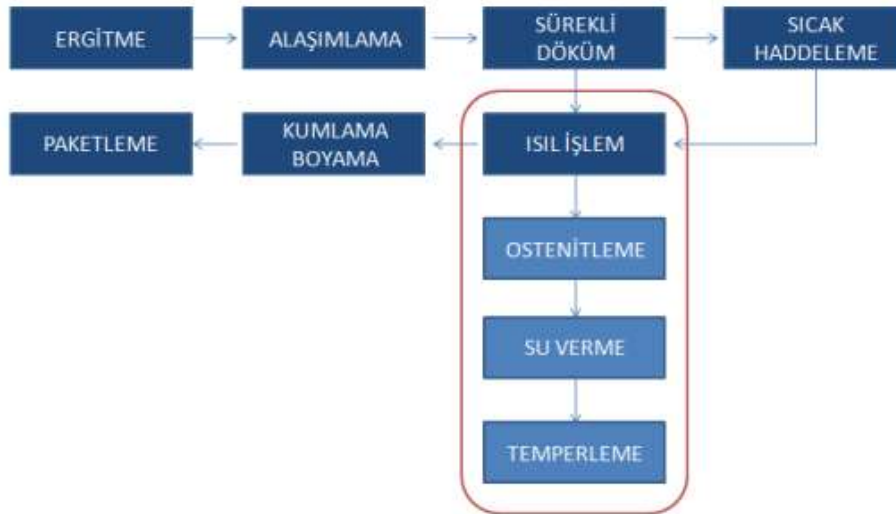 ERGİTME
ALAŞIMLAMA
SÜREKLİ
DÖKÜM
SICAK
HADDELEME
PAKETLEME
KUMLAMA
BOYAMA
ISIL İŞLEM
OSTENİTLEME
SU VERME
TEMPERLEME